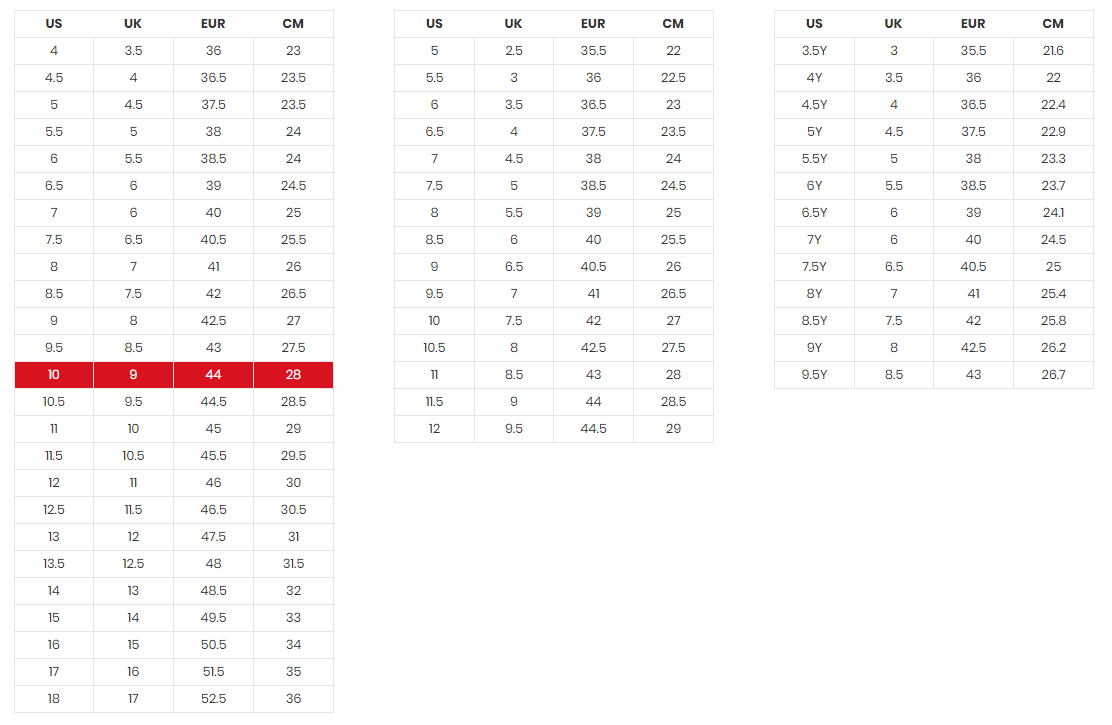 US UK EUR CM
4 3.5 36 23
4.5 4 36.5 23.5
5 4.5 37.5 23.5
5.5 5 38 24
6 5.5 38.5 24
6.5 6 39 24.5
7 6 40 25
7.5 6.5 40.5 25.5
8 7 41 26
8.5 7.5 42 26.5
9 8 42.5 27
9.5 8.5 43 27.5
10 9 44 28
10.5 9.5 44.5 28.5
11 10 45 29
11.5 10.5 45.5 29.5
12 11 46 30
12.5 11.5 46.5 30.5
13 12 47.5 31
13.5 12.5 48 31.5
14 13 48.5 32
15 14 49.5 33
16 15 50.5 34
17 16 51.5 35
18 17 52.5 36
US UK EUR CM
5 2.5 35.5 22
5.5 3 36 22.5
6 3.5 36.5 23
6.5 4 37.5 23.5
7 4.5 38 24
7.5 5 38.5 24.5
8 5.5 39 25
8.5 6 40 25.5
9 6.5 40.5 26
9.5 7 41 26.5
10 7.5 42 27
10.5 8 42.5 27.5
11 8.5 43 28
11.5 9 44 28.5
12 9.5 44.5 29
US UK EUR CM
3.5Y 3 35.5 21.6
4Y 3.5 36 22
4.5Y 4 36.5 22.4
5Y 4.5 37.5 22.9
5.5Y 5 38 23.3
6Y 5.5 38.5 23.7
6.5Y 6 39 24.1
7Y 6 40 24.5
7.5Y 6.5 40.5 25
8Y 7 41 25.4
8.5Y 7.5 42 25.8
9Y 8 42.5 26.2
9.5Y 8.5 43 26.7